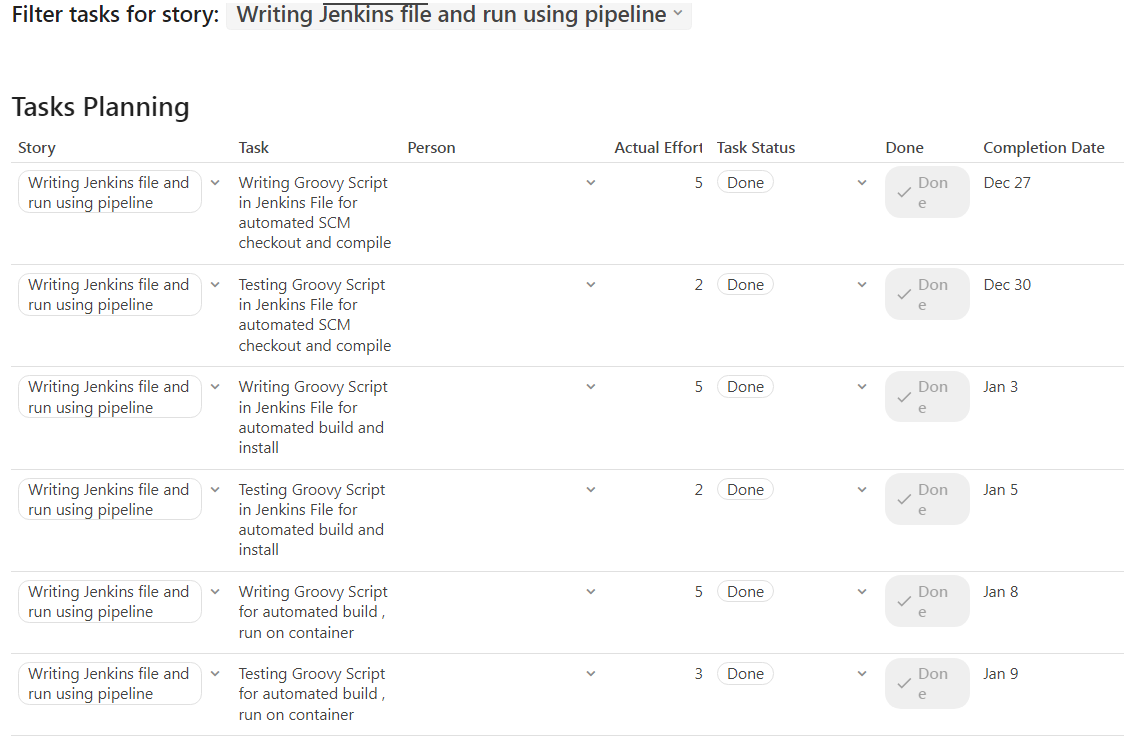 Filter tasks for story: Writing Jenkins file and run using pipeline
Tasks Planning
Story Task Person Actual Effort Task Status Done Completion Date
Writing Jenkins file and Writing Groovy Script 5 Done Don Dec 27
run using pipeline in Jenkins File for e
automated SCM
checkout and compile
Writing Jenkins file and Testing Groovy Script 2 Done Don Dec 30
run using pipeline in Jenkins File for e
automated SCM
checkout and compile
Writing Jenkins file and Writing Groovy Script 5 Done Don Jan 3
run using pipeline in Jenkins File for e
automated build and
install
Writing Jenkins file and Testing Groovy Script 2 Done Don Jan 5
run using pipeline in Jenkins File for e
automated build and
install
Writing Jenkins file and Writing Groovy Script 5 Done Don Jan 8
run using pipeline for automated build , e
run on container
Writing Jenkins file and Testing Groovy Script 3 Done Don Jan 9
run using pipeline for automated build , e
run on container